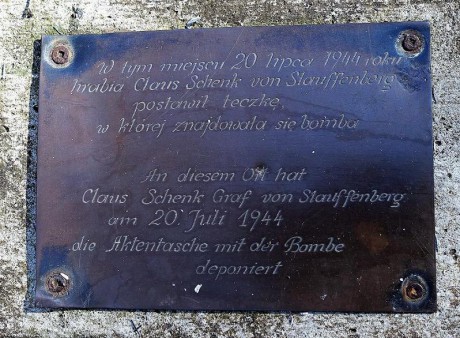 W tym miejscu 20 lipca 1944 roku
hrabia Claus Schenk von Stauffenberg
postawił teczkę,
w której znajdowała się bomba
An diesem Ort hat
Claus Schenk Graf von Stauffenberg
am 20. Juli 1944
die Aktentasche mit der Bombe
deponiert